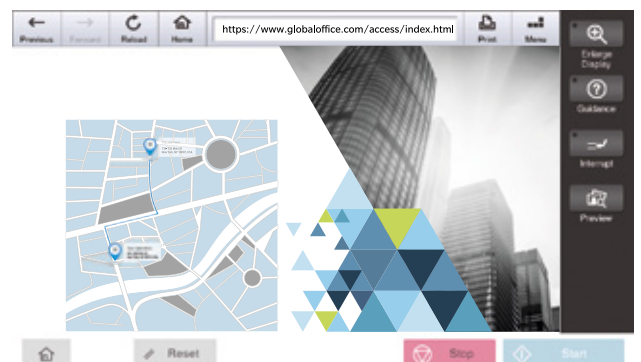 Previous
Forward
Reload
Home
https://www.globaloffice.com/access/index.html
Print
Menu
Enlarge
Display
Guidance
Interrupt
Preview
Reset
Stop
Start